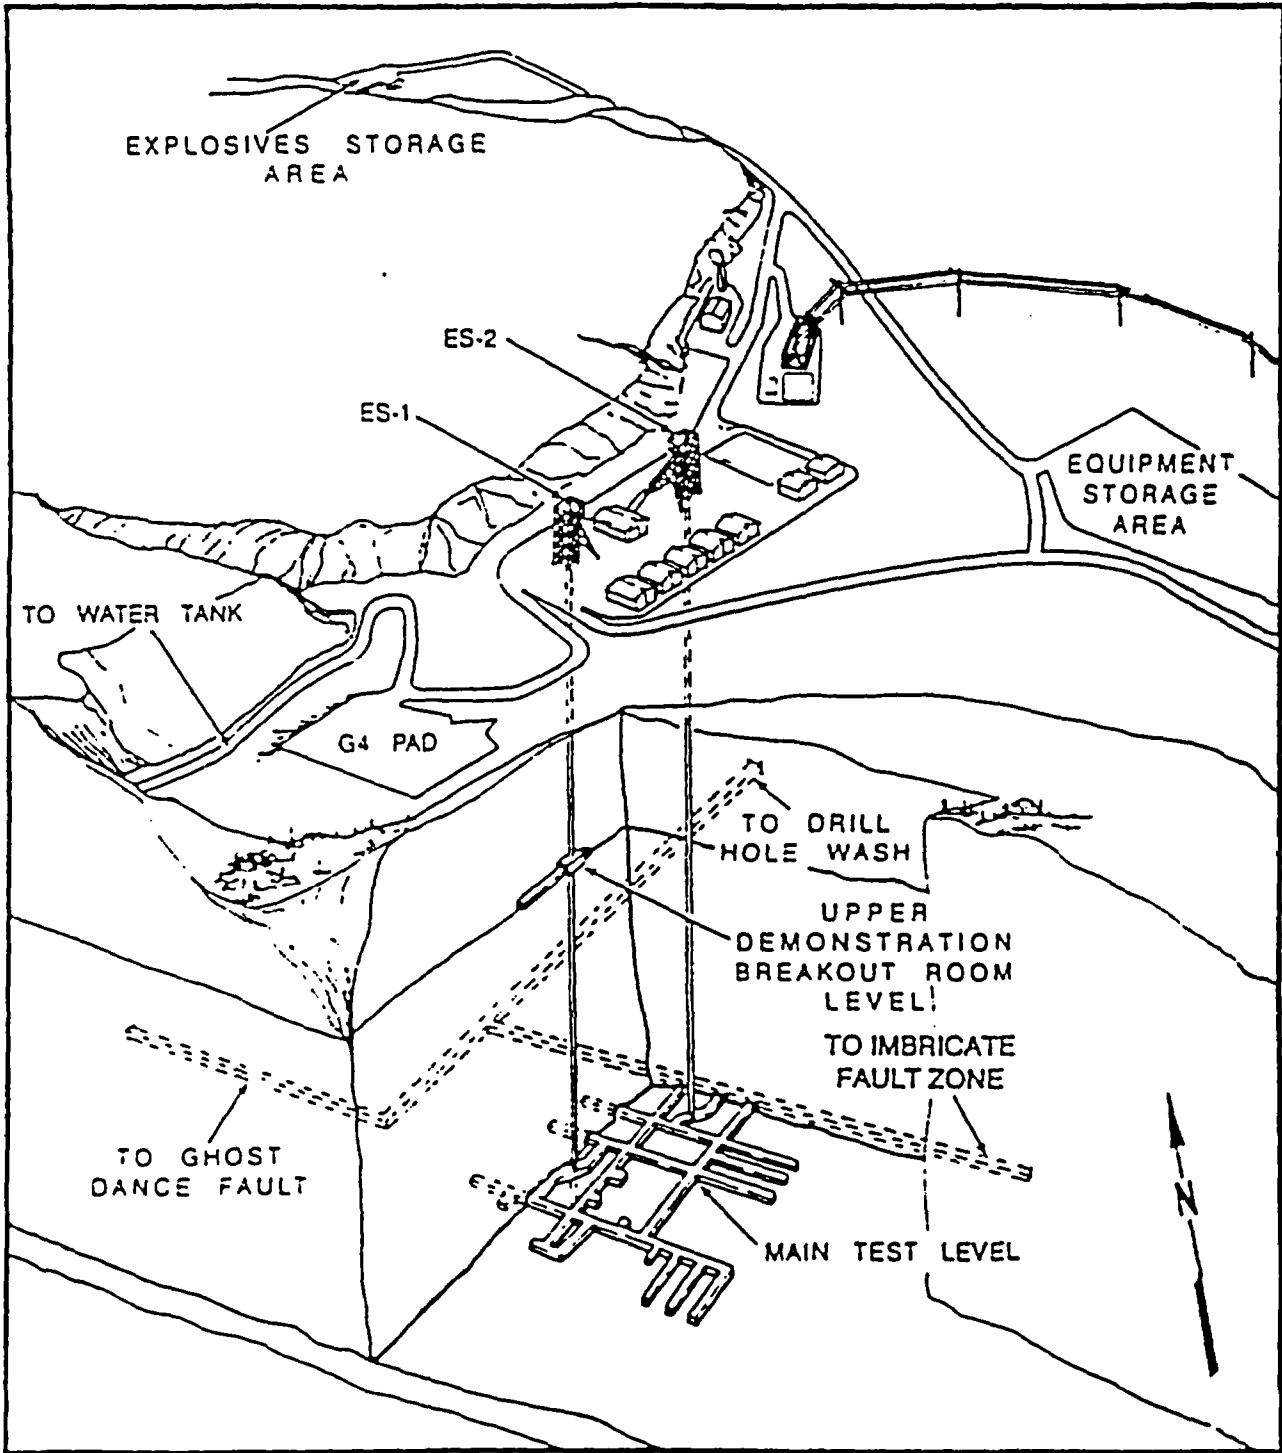 EXPLOSIVES STORAGE
AREA
ES-2
ES-1
EQUIPMENT
STORAGE
AREA
TO WATER TANK
G4 PAD
TO DRILL
HOLE WASH
UPPER
DEMONSTRATION
BREAKOUT ROOM
LEVEL
TO IMBRICATE
FAULT ZONE
TO GHOST
DANCE FAULT
MAIN TEST LEVEL
N